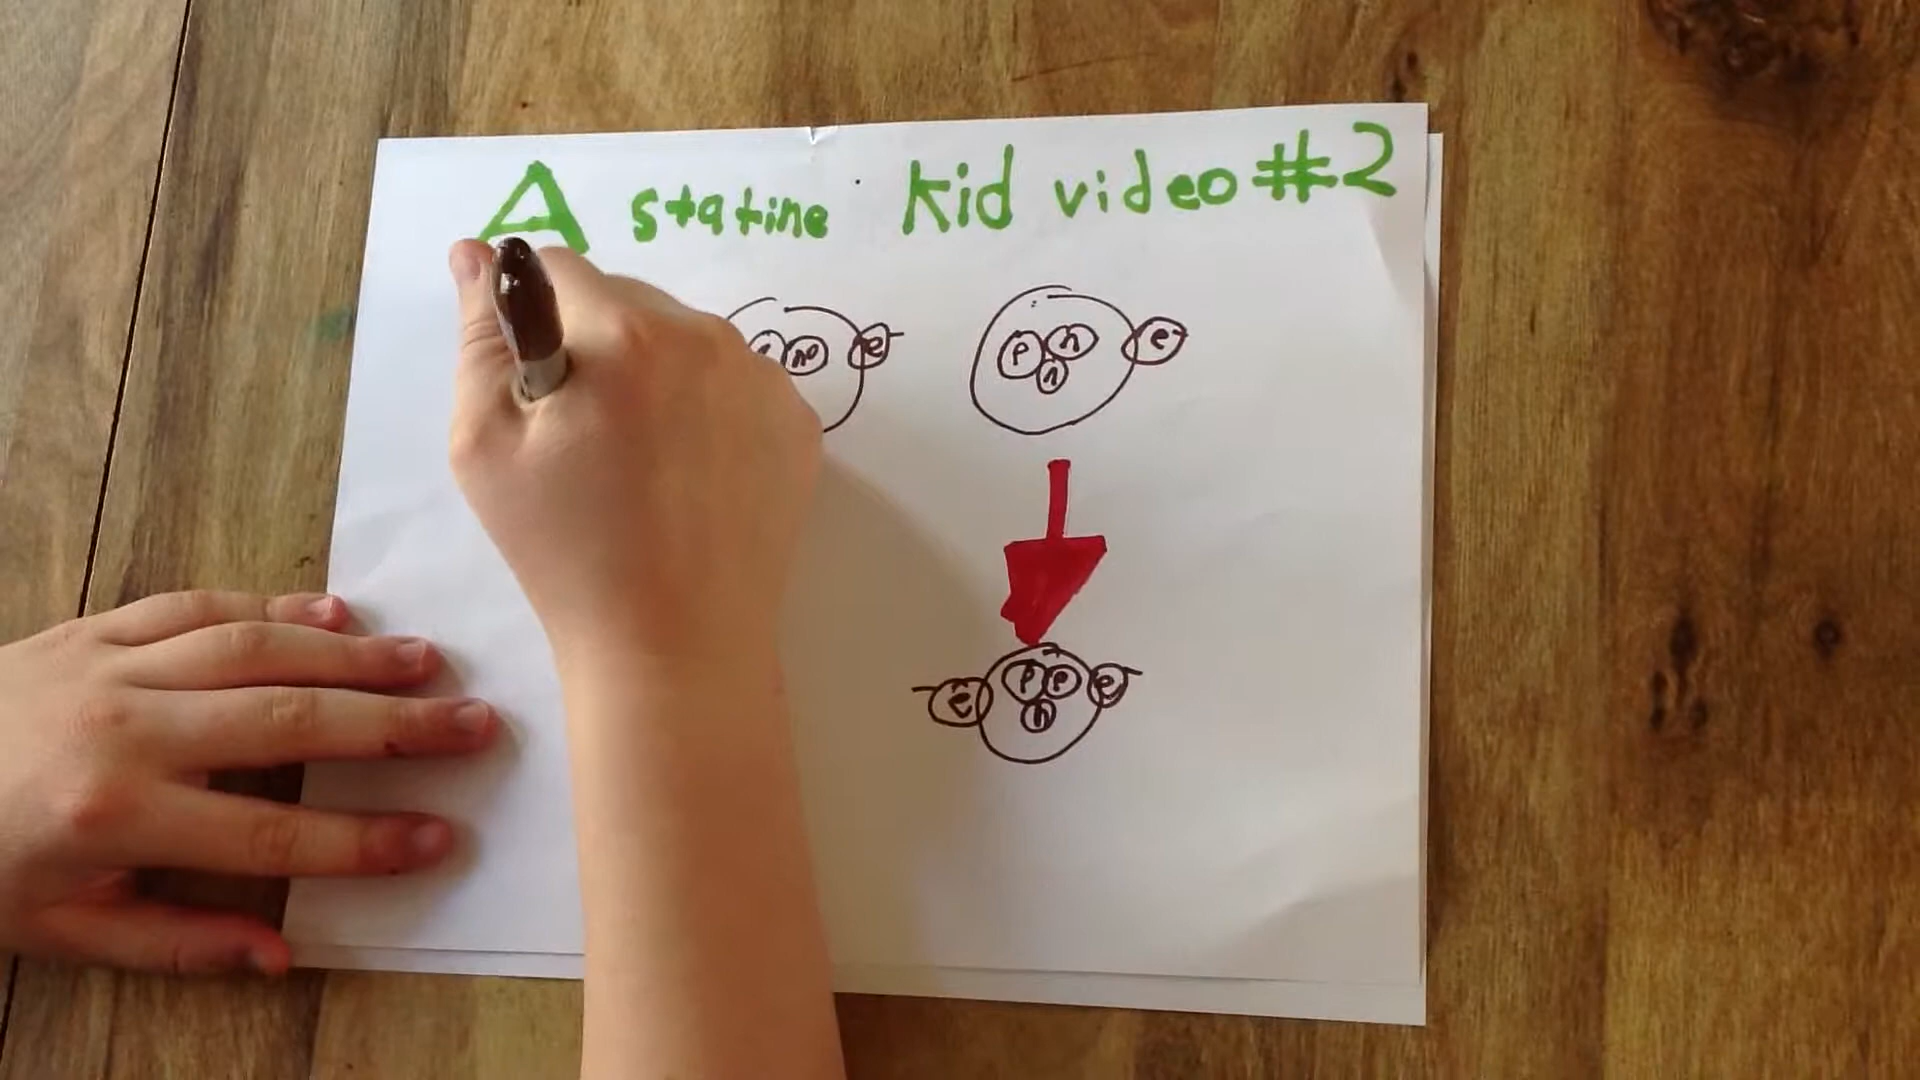 Astatine Kid video #2
n° e-
p n e-
n
e- p p e-
n